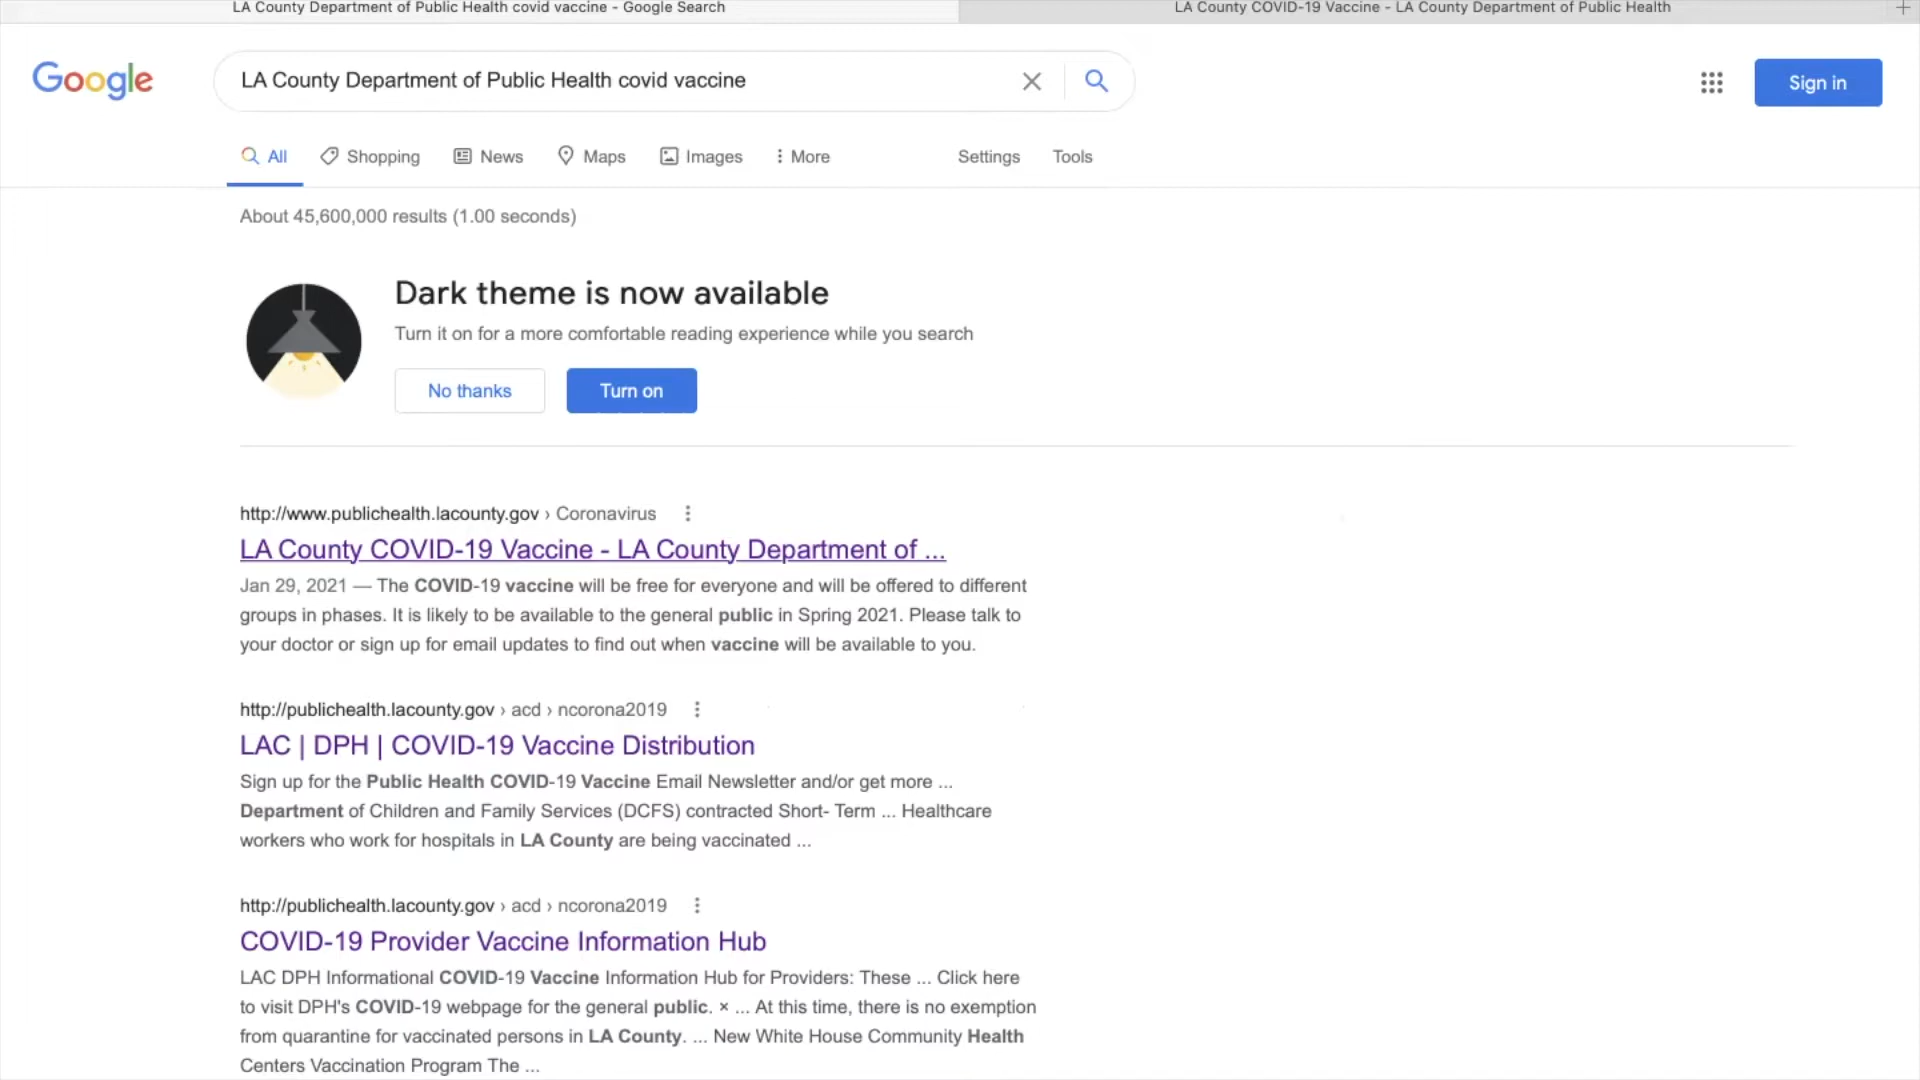 LA County Department of Public Health covid vaccine - Google Search
LA County COVID-19 Vaccine - LA County Department of Public Health
Google
LA County Department of Public Health covid vaccine
Sign in
All
Shopping
News
Maps
Images
More
Settings
Tools
About 45,600,000 results (1.00 seconds)
Dark theme is now available
Turn it on for a more comfortable reading experience while you search
No thanks
Turn on
http://www.publichealth.lacounty.gov › Coronavirus
LA County COVID-19 Vaccine - LA County Department of ...
Jan 29, 2021 — The COVID-19 vaccine will be free for everyone and will be offered to different
groups in phases. It is likely to be available to the general public in Spring 2021. Please talk to
your doctor or sign up for email updates to find out when vaccine will be available to you.
http://publichealth.lacounty.gov › acd › ncorona2019
LAC | DPH | COVID-19 Vaccine Distribution
Sign up for the Public Health COVID-19 Vaccine Email Newsletter and/or get more ...
Department of Children and Family Services (DCFS) contracted Short- Term ... Healthcare
workers who work for hospitals in LA County are being vaccinated ...
http://publichealth.lacounty.gov › acd › ncorona2019
COVID-19 Provider Vaccine Information Hub
LAC DPH Informational COVID-19 Vaccine Information Hub for Providers: These ... Click here
to visit DPH's COVID-19 webpage for the general public. × ... At this time, there is no exemption
from quarantine for vaccinated persons in LA County. ... New White House Community Health
Centers Vaccination Program The ...